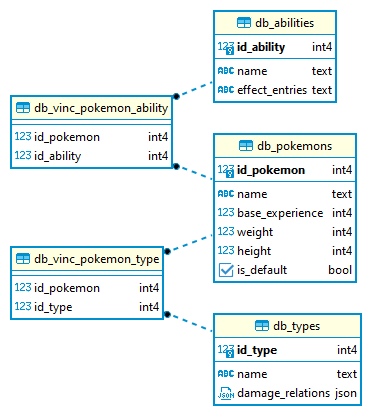 db_abilities
123 id_ability int4
ABC name text
ABC effect_entries text
db_vinc_pokemon_ability
123 id_pokemon int4
123 id_ability int4
db_pokemons
123 id_pokemon int4
ABC name text
123 base_experience int4
123 weight int4
123 height int4
is_default bool
db_vinc_pokemon_type
123 id_pokemon int4
123 id_type int4
db_types
123 id_type int4
ABC name text
JSON damage_relations json